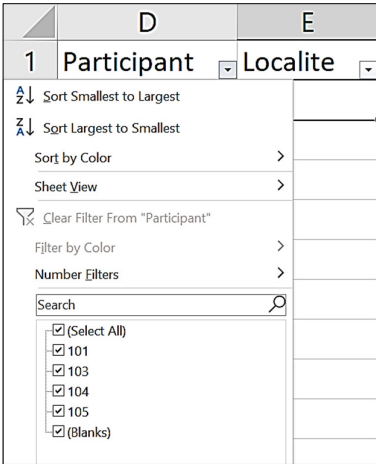 D E
1 Participant Localite
Sort Smallest to Largest
Sort Largest to Smallest
Sort by Color
Sheet View
Clear Filter From "Participant"
Filter by Color
Number Filters
Search
(Select All)
101
103
104
105
(Blanks)